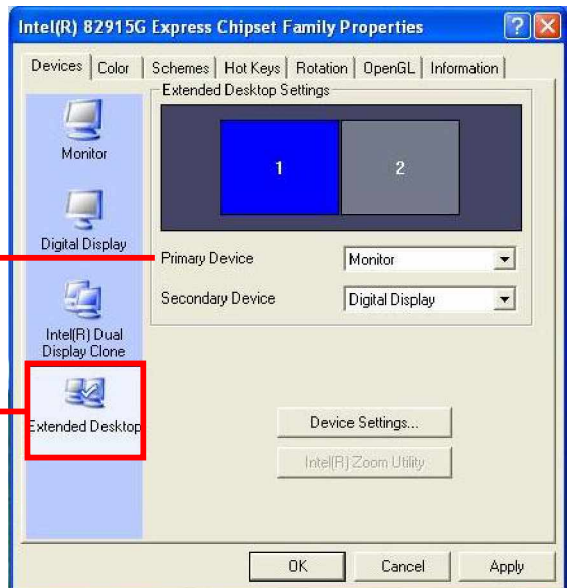 Intel(R) 82915G Express Chipset Family Properties
Devices Color Schemes Hot Keys Rotation OpenGL Information
Monitor
Digital Display
Intel(R) Dual
Display Clone
Extended Desktop
Extended Desktop Settings
1 2
Primary Device Monitor
Secondary Device Digital Display
Device Settings...
Intel(R) Zoom Utility
OK Cancel Apply